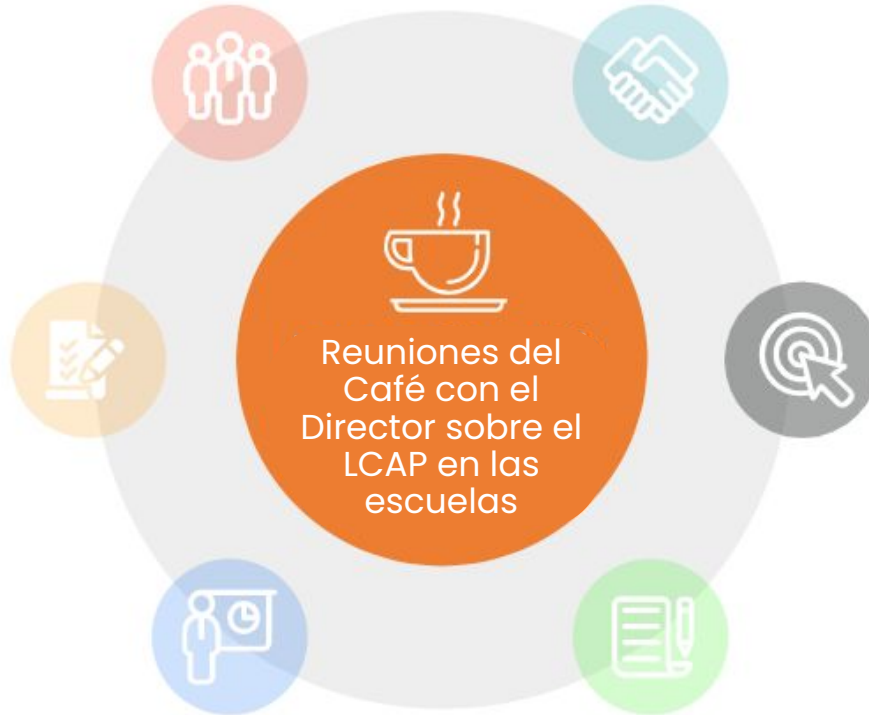 Reuniones del
Café con el
Director sobre el
LCAP en las
escuelas